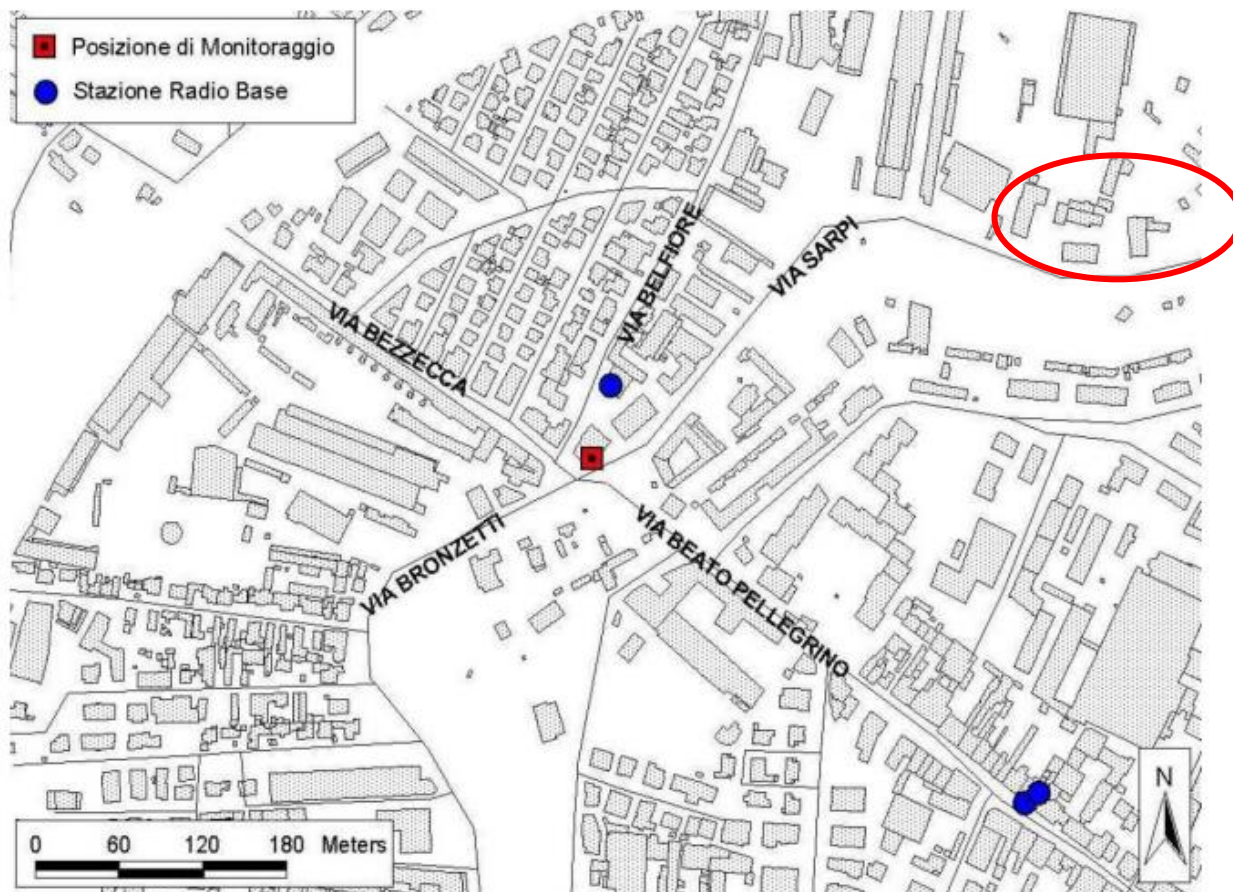 Posizione di Monitoraggio
Stazione Radio Base
VIA BELFIORE
VIA SARPI
VIA BEZZECCA
VIA BRONZETTI
VIA BEATO PELLEGRINO
N
0 60 120 180 Meters